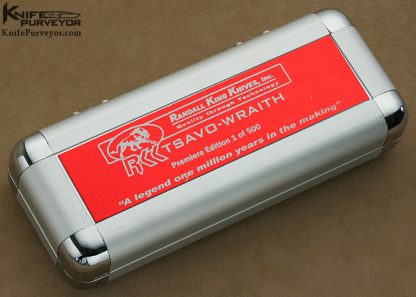 KNIFE
PURVEYOR
KnifePurveyor.com
RANDALL KING KNIVES, Inc.
Quality through Technology
RKK TSAVO-WRAITH
Premiere Edition 1 of 500
"A legend one million years in the making"